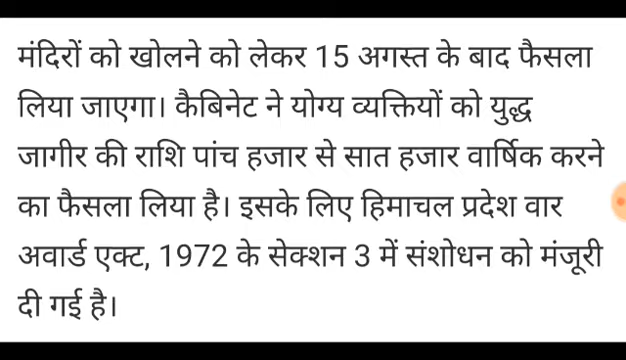 मंदिरों को खोलने को लेकर 15 अगस्त के बाद फैसला
लिया जाएगा। कैबिनेट ने योग्य व्यक्तियों को युद्ध
जागीर की राशि पांच हजार से सात हजार वार्षिक करने
का फैसला लिया है। इसके लिए हिमाचल प्रदेश वार
अवार्ड एक्ट, 1972 के सेक्शन 3 में संशोधन को मंजूरी
दी गई है।